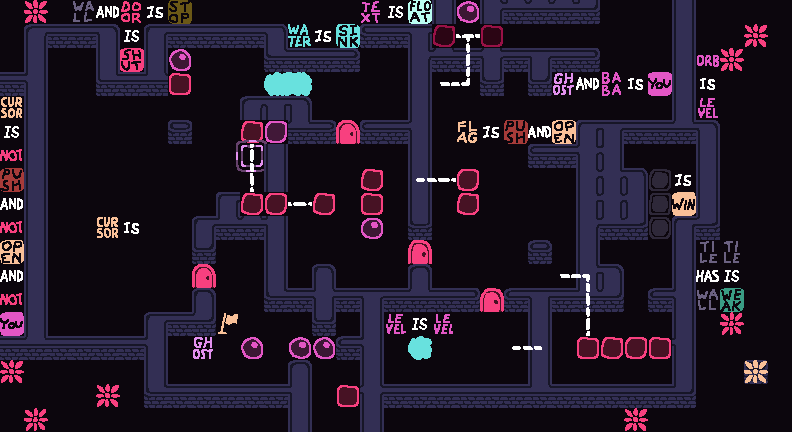 WALL AND DOOR IS STOP
IS
SHUT
TEXT IS FLOAT
WATER IS SINK
GHOST AND BABA IS YOU
ORB
IS
LEVEL
CURSOR
IS
NOT
PUSH
AND
NOT
OPEN
AND
NOT
YOU
FLAG IS PUSH AND OPEN
IS
WIN
CURSOR IS
TILE TILE
HAS IS
WALL WEAK
LEVEL IS LEVEL
GHOST